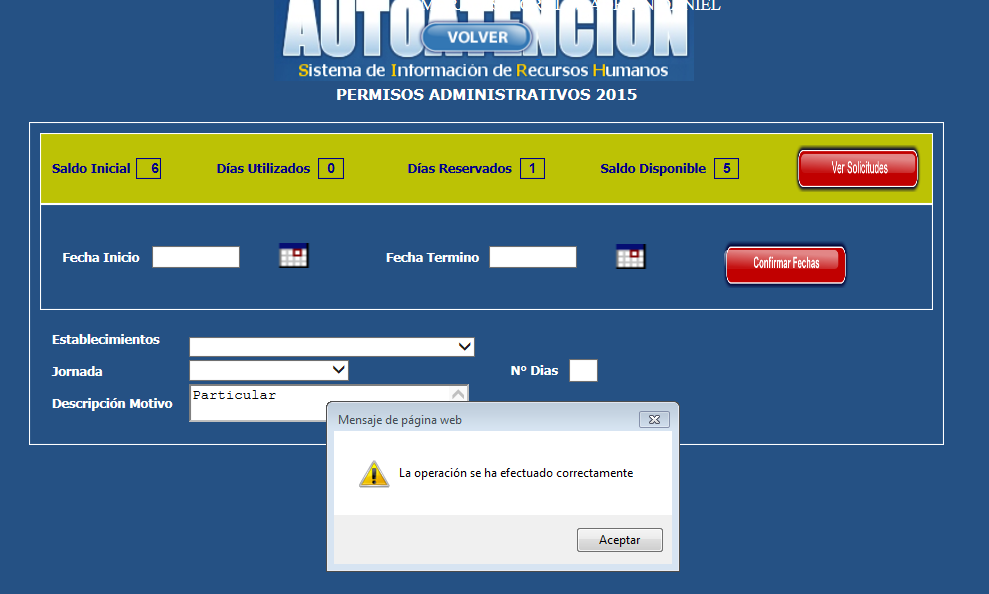 AUTOATENCION
VOLVER
Sistema de Información de Recursos Humanos
PERMISOS ADMINISTRATIVOS 2015
Saldo Inicial 6 Días Utilizados 0 Días Reservados 1 Saldo Disponible 5 Ver Solicitudes
Fecha Inicio Fecha Termino Confirmar Fechas
Establecimientos
Jornada Nº Dias
Descripción Motivo Particular
Mensaje de página web
La operación se ha efectuado correctamente
Aceptar